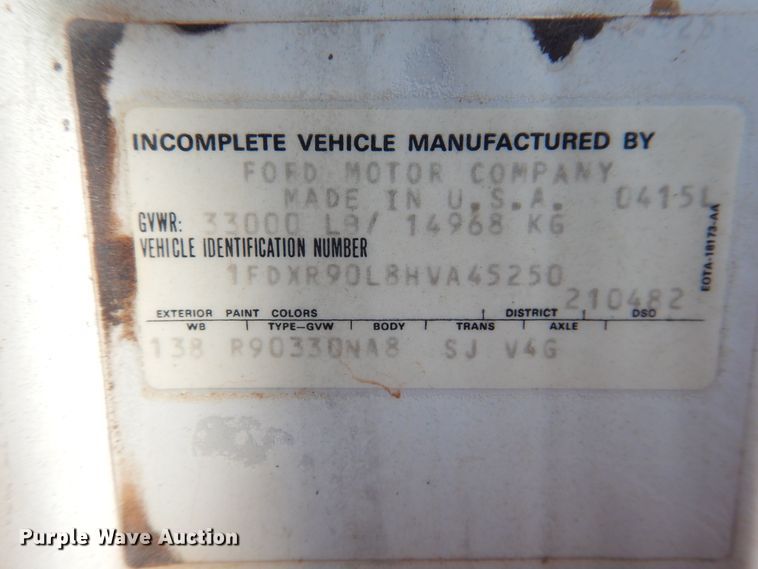 INCOMPLETE VEHICLE MANUFACTURED BY
FORD MOTOR COMPANY
MADE IN U.S.A. 0415L
GVWR: 33000 LB/ 14968 KG
VEHICLE IDENTIFICATION NUMBER
1FDXR90L8HVA45250
210482
EXTERIOR PAINT COLORS DISTRICT DSO
WB TYPE-GVW BODY TRANS AXLE
138 R90330NA8 SJ V4G
EOTA-18173-AA
Purple Wave Auction